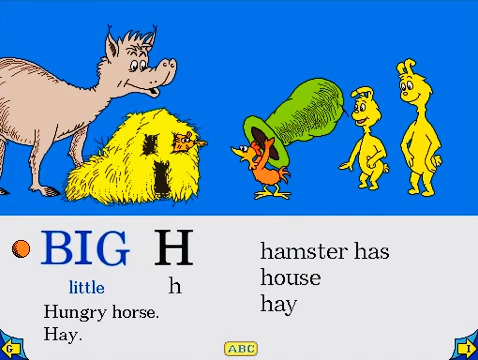 BIG H
little h
Hungry horse.
Hay.
hamster has
house
hay
G ABC I